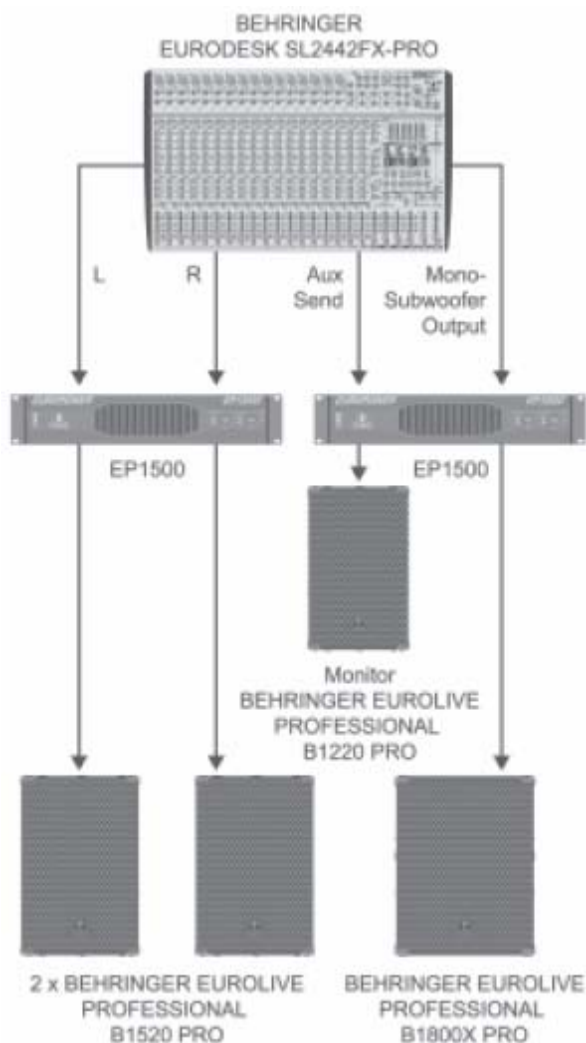 BEHRINGER
EURODESK SL2442FX-PRO
L
R
Aux
Send
Mono-
Subwoofer
Output
EP1500
EP1500
Monitor
BEHRINGER EUROLIVE
PROFESSIONAL
B1220 PRO
2 x BEHRINGER EUROLIVE
PROFESSIONAL
B1520 PRO
BEHRINGER EUROLIVE
PROFESSIONAL
B1800X PRO